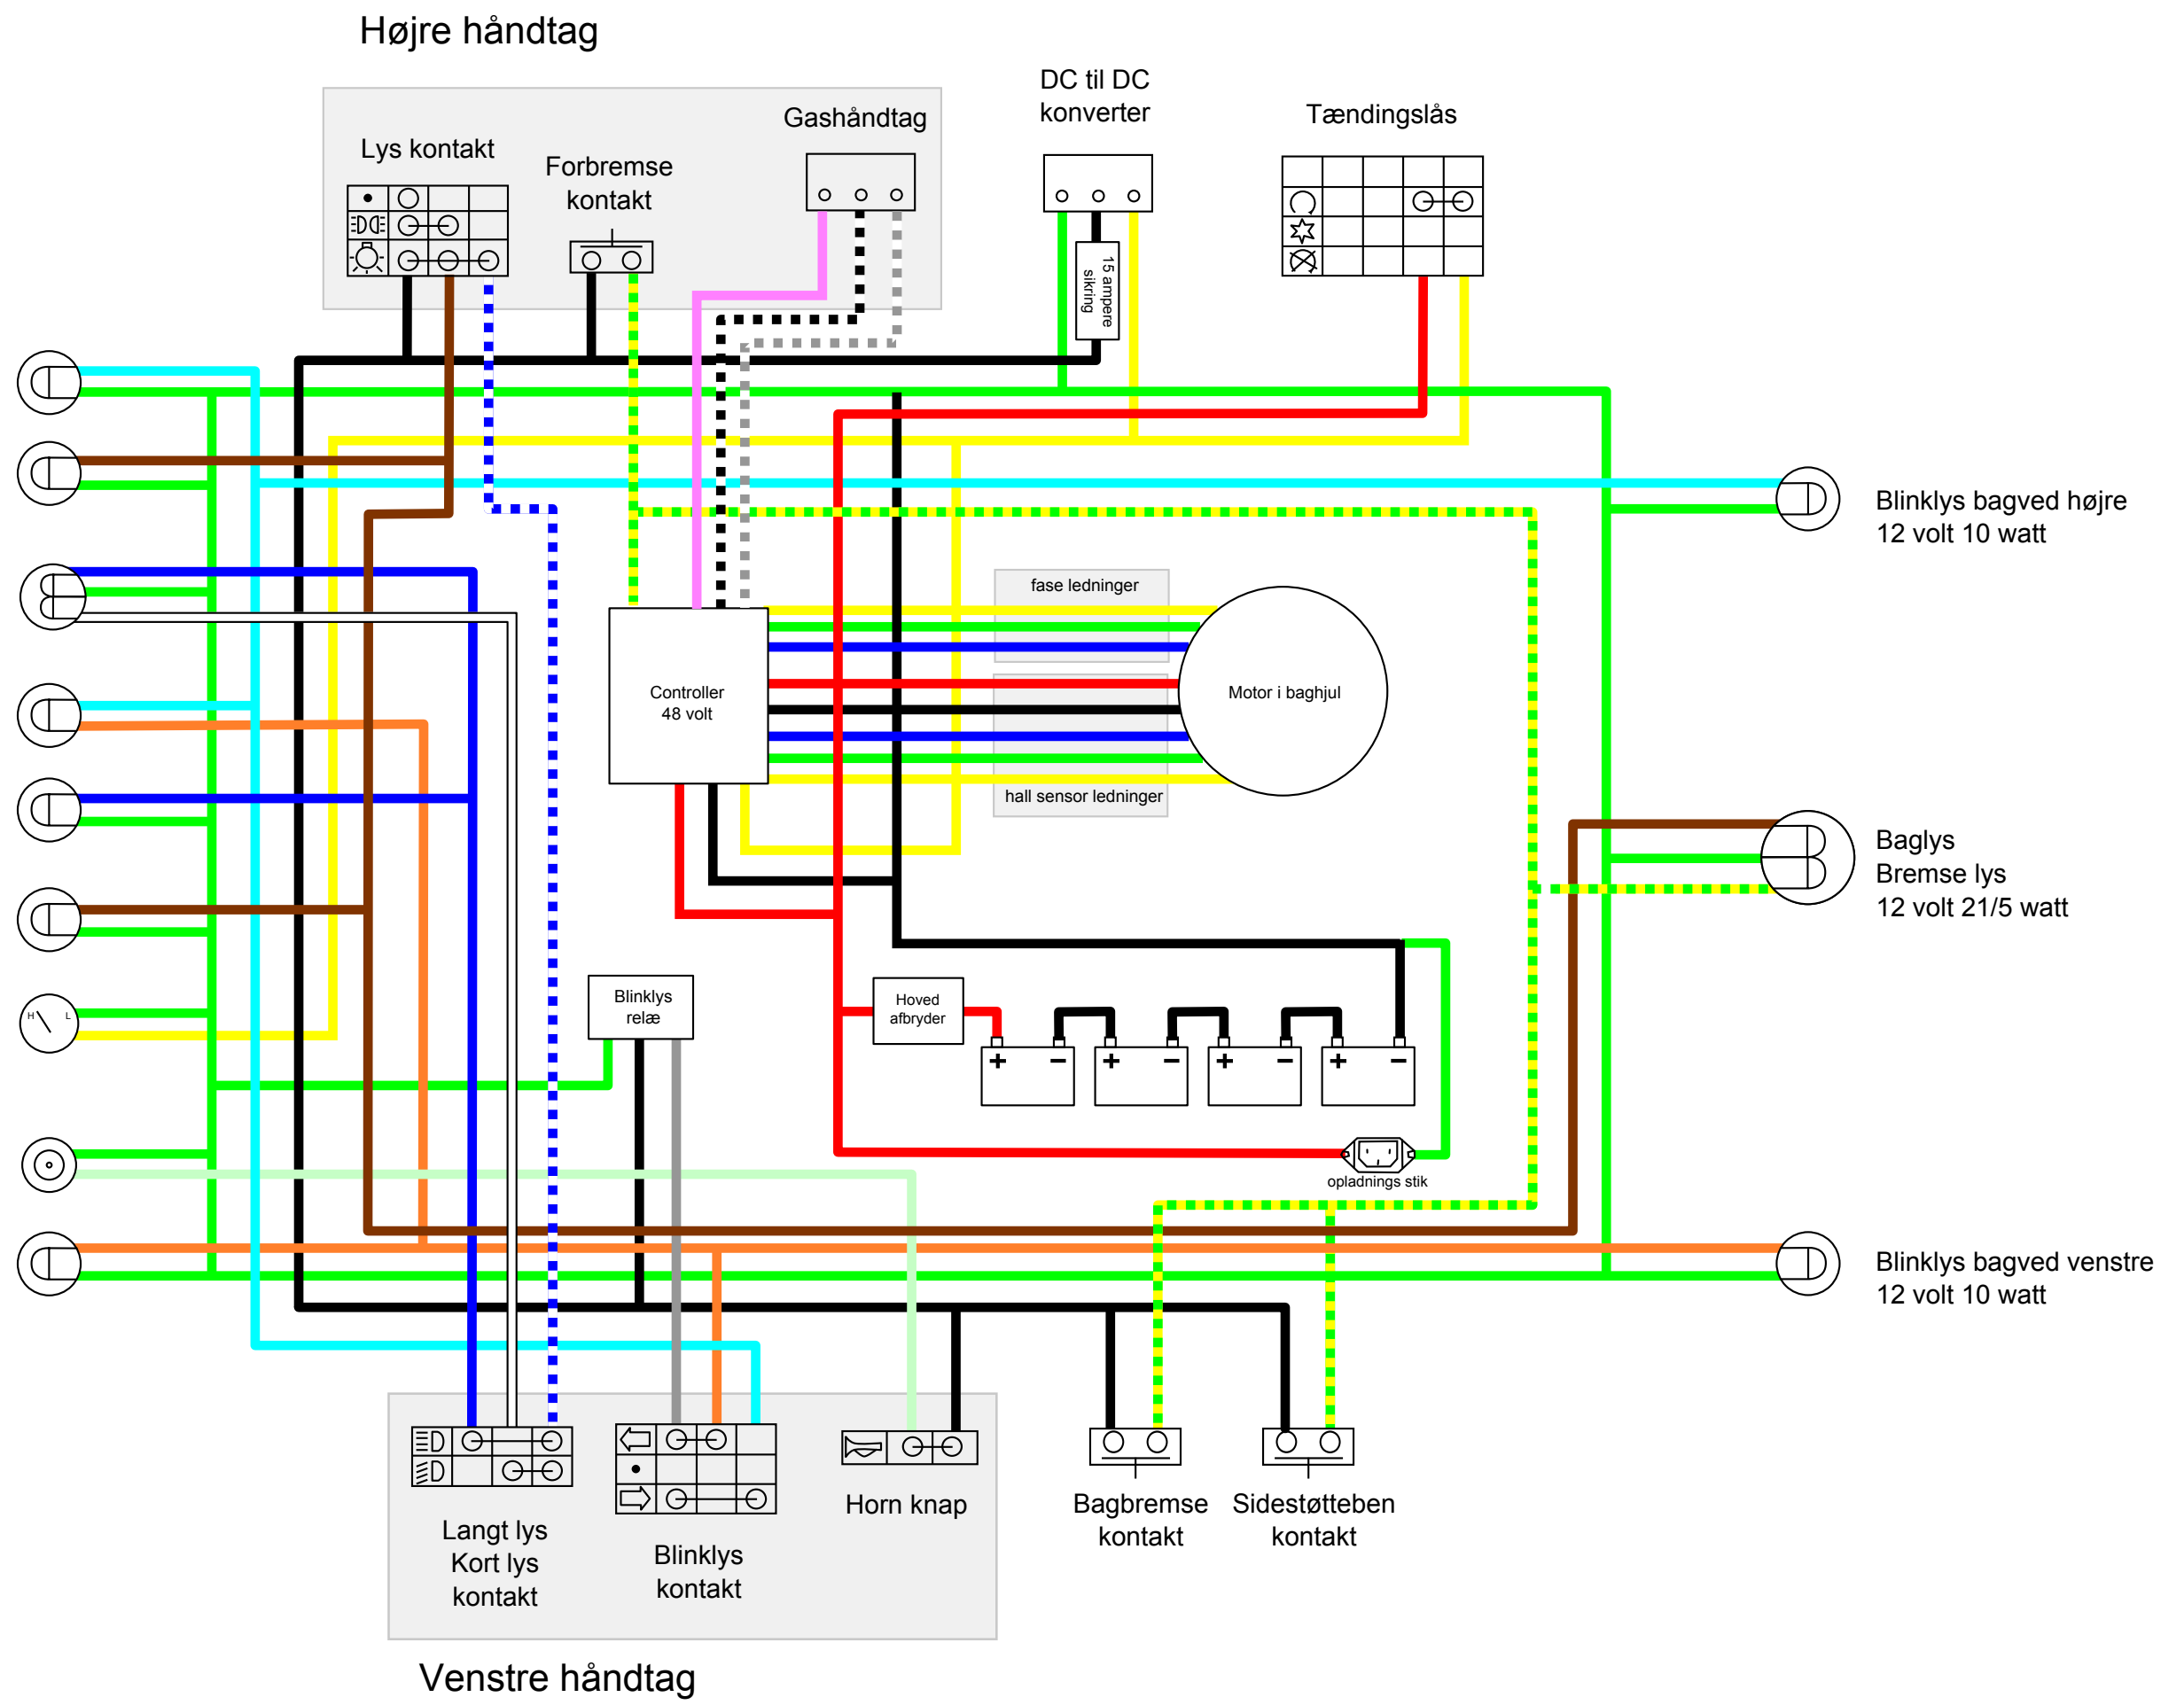 Højre håndtag
DC til DC
konverter
Gashåndtag
Tændingslås
Lys kontakt
Forbremse
kontakt
15 ampere
sikring
Blinklys bagved højre
12 volt 10 watt
fase ledninger
Controller
48 volt
Motor i baghjul
hall sensor ledninger
Baglys
Bremse lys
12 volt 21/5 watt
Blinklys
relæ
Hoved
afbryder
H L
+ − + − + − + −
opladnings stik
Blinklys bagved venstre
12 volt 10 watt
Langt lys
Kort lys
kontakt
Blinklys
kontakt
Horn knap
Bagbremse
kontakt
Sidestøtteben
kontakt
Venstre håndtag